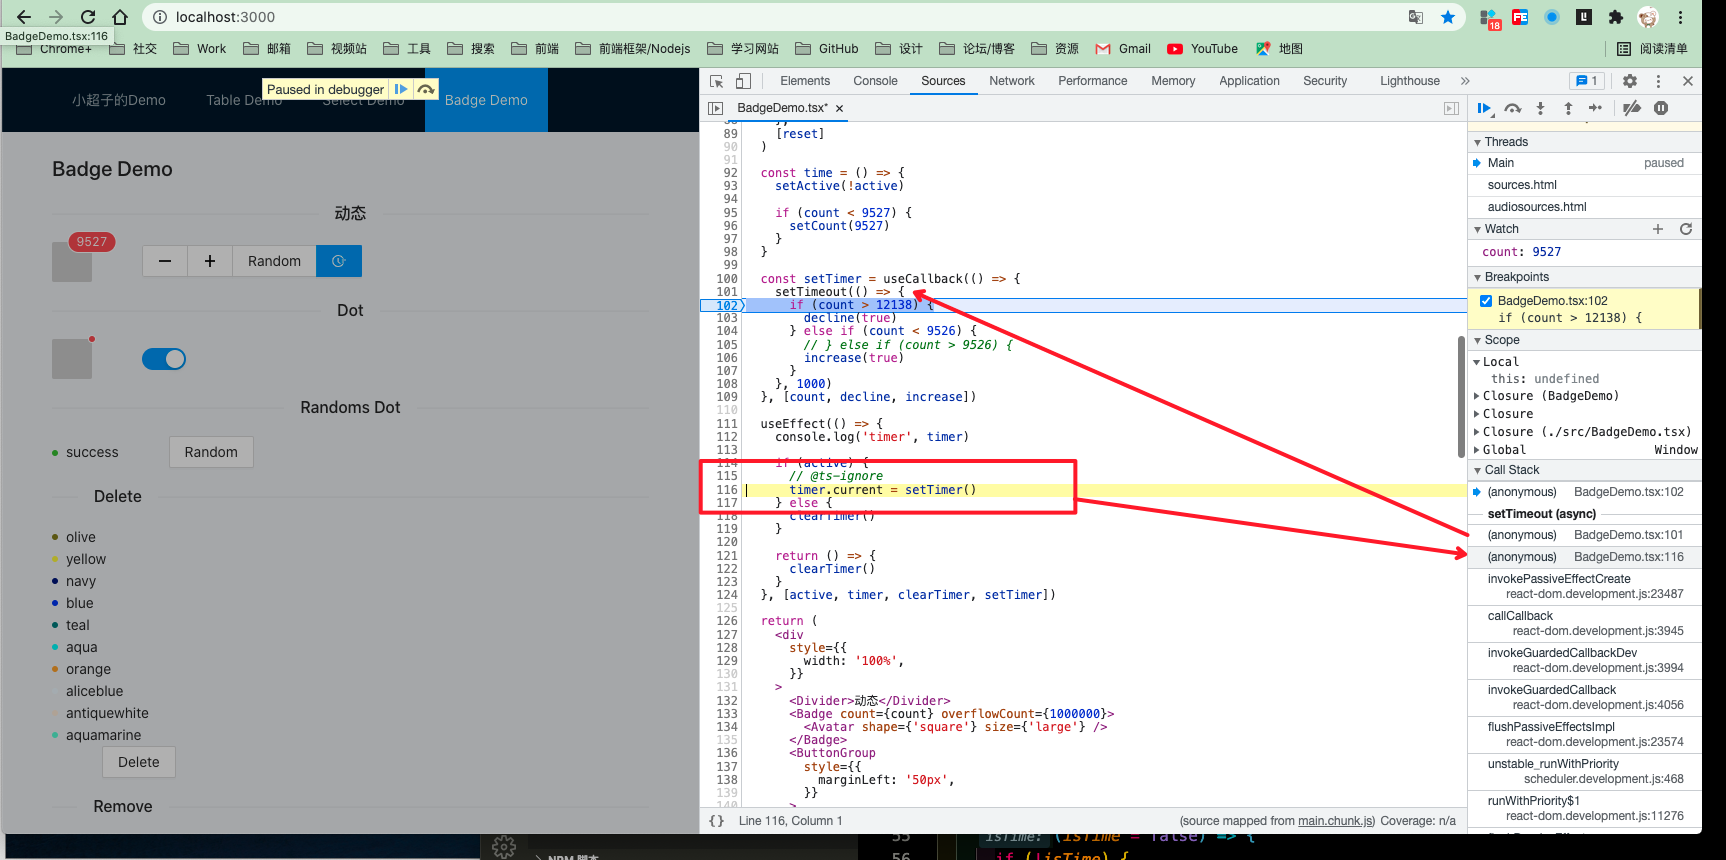 localhost:3000
18
BadgeDemo.tsx:116
Chrome+
社交
Work
邮箱
视频站
工具
搜索
前端
前端框架/Nodejs
学习网站
GitHub
设计
论坛/博客
资源
Gmail
YouTube
地图
阅读清单
小超子的Demo
Table Demo
Select Demo
Badge Demo
Paused in debugger
Badge Demo
动态
9527
Random
Dot
Randoms Dot
success
Random
Delete
olive
yellow
navy
blue
teal
aqua
orange
aliceblue
antiquewhite
aquamarine
Delete
Remove
Elements
Console
Sources
Network
Performance
Memory
Application
Security
Lighthouse
1
BadgeDemo.tsx*
89 [reset]
90 )
91
92 const time = () => {
93 setActive(!active)
94
95 if (count < 9527) {
96 setCount(9527)
97 }
98 }
99
100 const setTimer = useCallback(() => {
101 setTimeout(() => {
102 if (count > 12138) {
103 decline(true)
104 } else if (count < 9526) {
105 // } else if (count > 9526) {
106 increase(true)
107 }
108 }, 1000)
109 }, [count, decline, increase])
110
111 useEffect(() => {
112 console.log('timer', timer)
113
114 if (active) {
115 // @ts-ignore
116 timer.current = setTimer()
117 } else {
118 clearTimer()
119 }
120
121 return () => {
122 clearTimer()
123 }
124 }, [active, timer, clearTimer, setTimer])
125
126 return (
127 <div
128 style={{
129 width: '100%',
130 }}
131 >
132 <Divider>动态</Divider>
133 <Badge count={count} overflowCount={1000000}>
134 <Avatar shape={'square'} size={'large'} />
135 </Badge>
136 <ButtonGroup
137 style={{
138 marginLeft: '50px',
139 }}
140 >
{} Line 116, Column 1
(source mapped from main.chunk.js) Coverage: n/a
Threads
Main paused
sources.html
audiosources.html
Watch
count: 9527
Breakpoints
BadgeDemo.tsx:102
if (count > 12138) {
Scope
Local
this: undefined
Closure (BadgeDemo)
Closure
Closure (./src/BadgeDemo.tsx)
Global Window
Call Stack
(anonymous) BadgeDemo.tsx:102
setTimeout (async)
(anonymous) BadgeDemo.tsx:101
(anonymous) BadgeDemo.tsx:116
invokePassiveEffectCreate
react-dom.development.js:23487
callCallback
react-dom.development.js:3945
invokeGuardedCallbackDev
react-dom.development.js:3994
invokeGuardedCallback
react-dom.development.js:4056
flushPassiveEffectsImpl
react-dom.development.js:23574
unstable_runWithPriority
scheduler.development.js:468
runWithPriority$1
react-dom.development.js:11276
NPM 脚本
55 isTime: (isTime = false) => {
56 if (!isTime) {